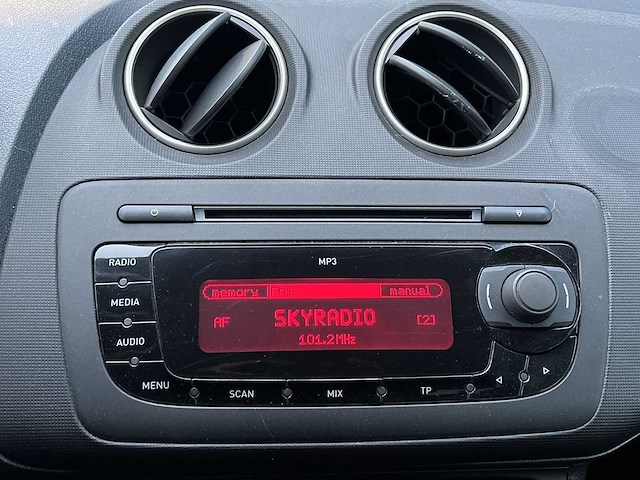 RADIO
MP3
MEDIA
AUDIO
MENU
memory manual
AF SKYRADIO [2]
101.2MHz
SCAN MIX TP